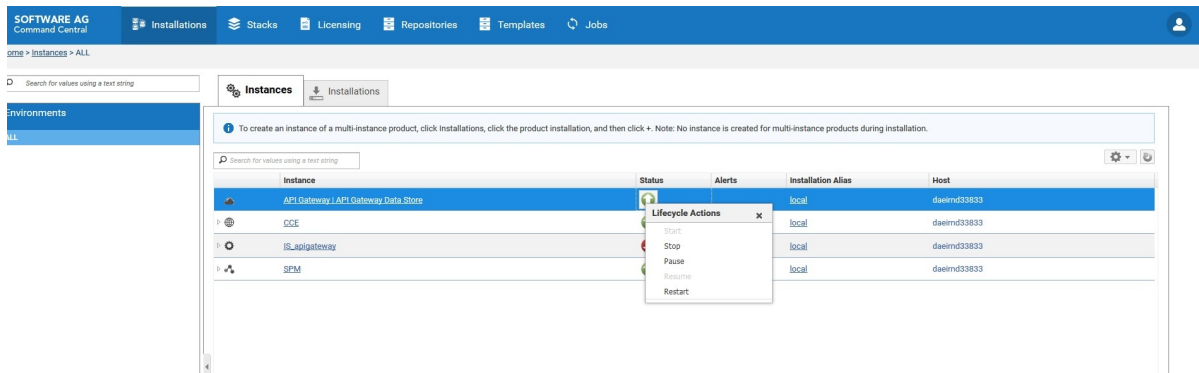 SOFTWARE AG
Command Central
Installations
Stacks
Licensing
Repositories
Templates
Jobs
ome > Instances > ALL
Search for values using a text string
Instances
Installations
Environments
ALL
To create an instance of a multi-instance product, click Installations, click the product installation, and then click +. Note: No instance is created for multi-instance products during installation.
Search for values using a text string
Instance Status Alerts Installation Alias Host
API Gateway | API Gateway Data Store local daeirnd33833
Lifecycle Actions x
Start
CCE local daeirnd33833
Stop
IS_apigateway local daeirnd33833
Pause
SPM local daeirnd33833
Resume
Restart